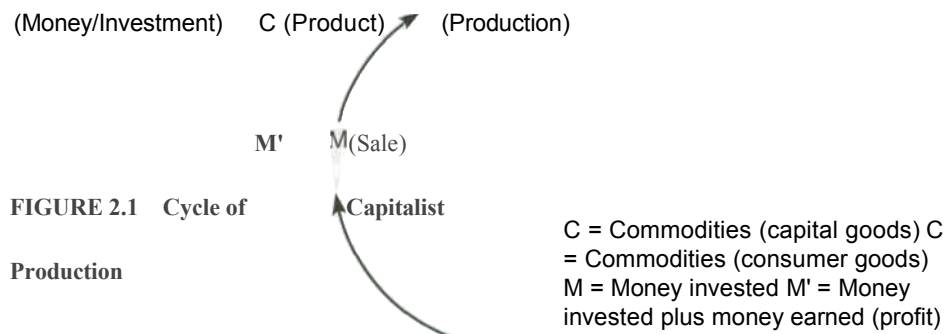 (Money/Investment) C (Product) (Production)
M' M(Sale)
FIGURE 2.1 Cycle of Capitalist
Production
C = Commodities (capital goods) C
= Commodities (consumer goods)
M = Money invested M' = Money
invested plus money earned (profit)